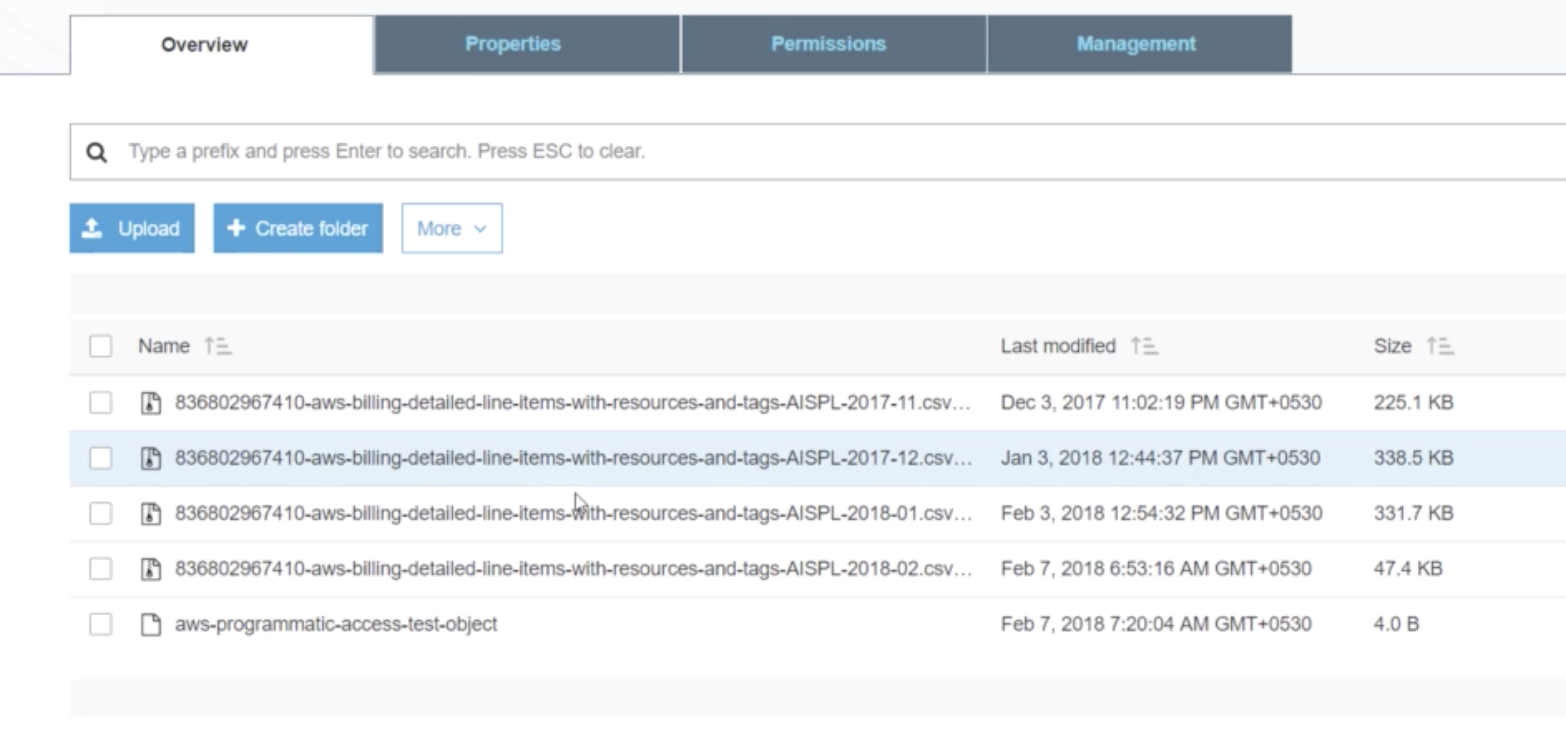 Overview Properties Permissions Management
Type a prefix and press Enter to search. Press ESC to clear.
Upload Create folder More
Name Last modified Size
836802967410-aws-billing-detailed-line-items-with-resources-and-tags-AISPL-2017-11.csv... Dec 3, 2017 11:02:19 PM GMT+0530 225.1 KB
836802967410-aws-billing-detailed-line-items-with-resources-and-tags-AISPL-2017-12.csv... Jan 3, 2018 12:44:37 PM GMT+0530 338.5 KB
836802967410-aws-billing-detailed-line-items-with-resources-and-tags-AISPL-2018-01.csv... Feb 3, 2018 12:54:32 PM GMT+0530 331.7 KB
836802967410-aws-billing-detailed-line-items-with-resources-and-tags-AISPL-2018-02.csv... Feb 7, 2018 6:53:16 AM GMT+0530 47.4 KB
aws-programmatic-access-test-object Feb 7, 2018 7:20:04 AM GMT+0530 4.0 B